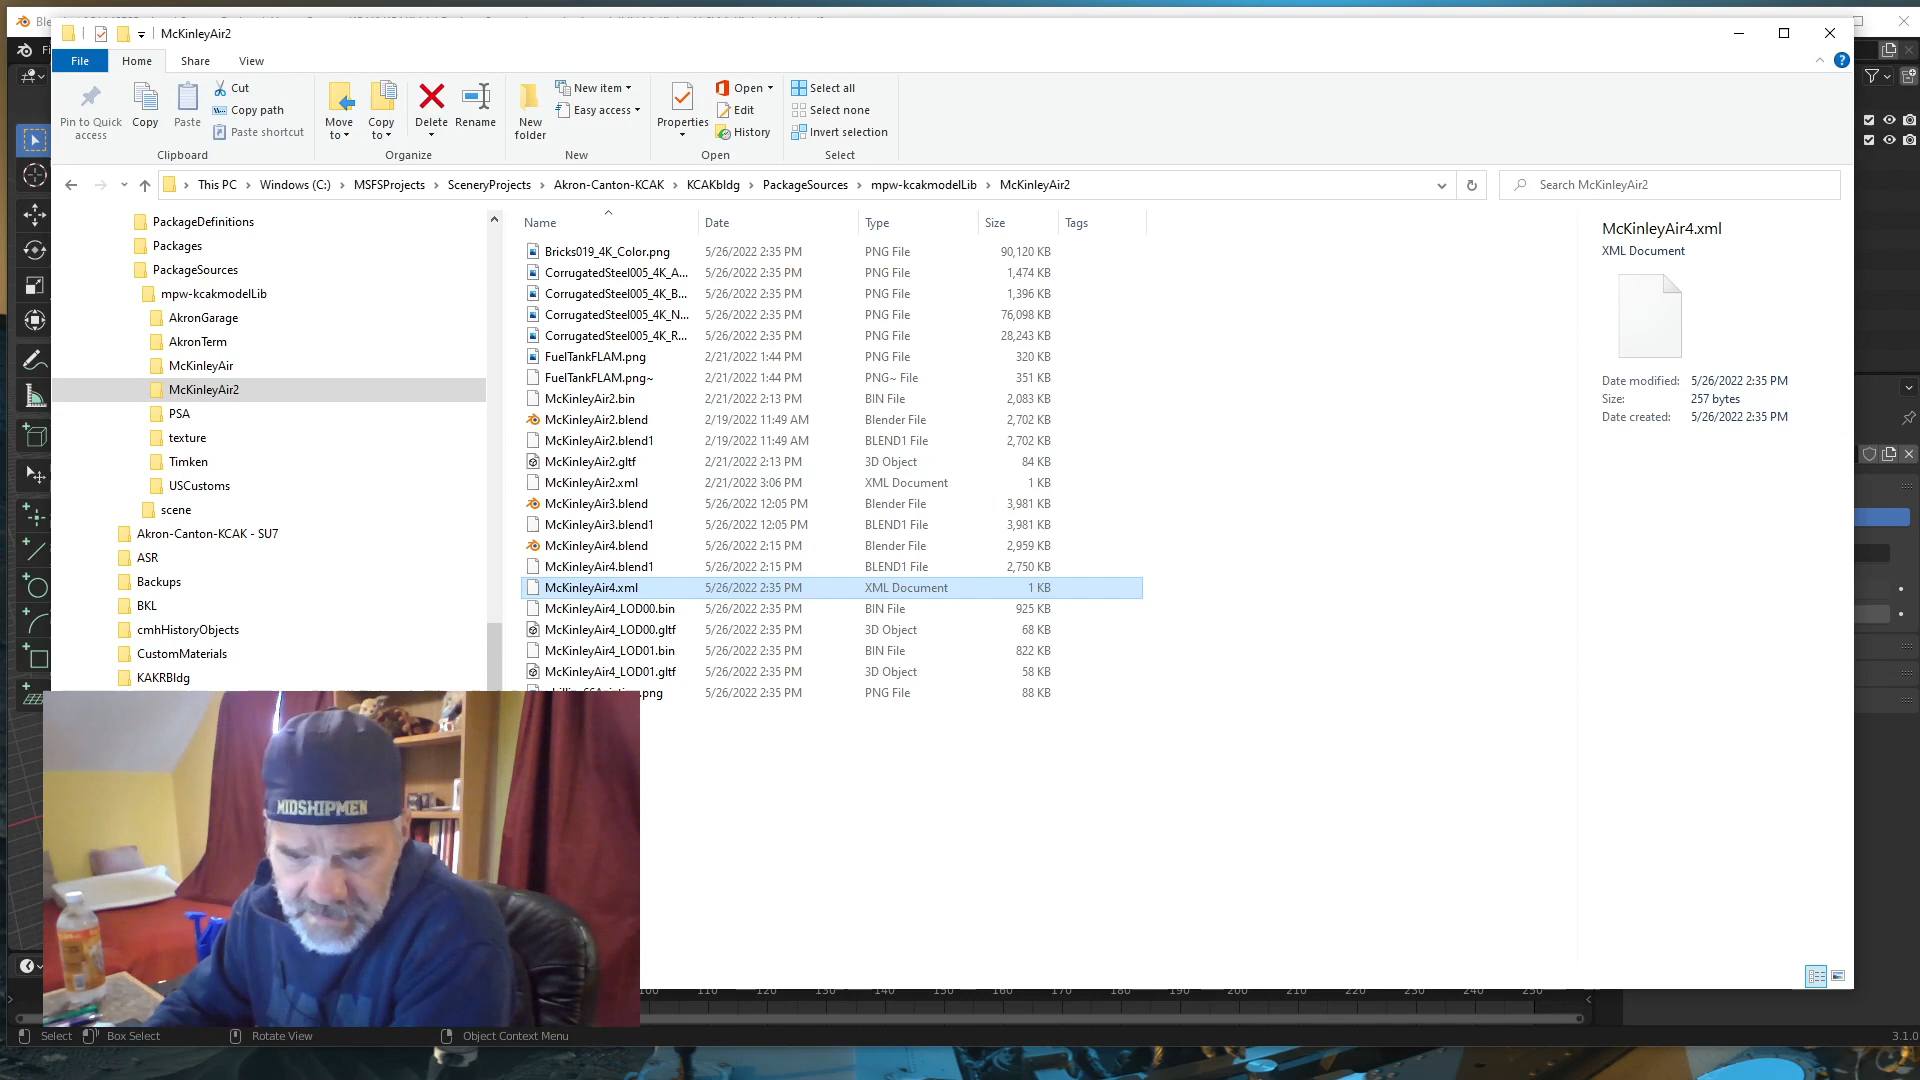 McKinleyAir2
File
Home
Share
View
Pin to Quick access
Copy
Paste
Cut
Copy path
Paste shortcut
Clipboard
Move to
Copy to
Delete
Rename
Organize
New folder
New item
Easy access
New
Properties
Open
Edit
History
Open
Select all
Select none
Invert selection
Select
This PC > Windows (C:) > MSFSProjects > SceneryProjects > Akron-Canton-KCAK > KCAKbldg > PackageSources > mpw-kcakmodelLib > McKinleyAir2
Search McKinleyAir2
PackageDefinitions
Packages
PackageSources
mpw-kcakmodelLib
AkronGarage
AkronTerm
McKinleyAir
McKinleyAir2
PSA
texture
Timken
USCustoms
scene
Akron-Canton-KCAK - SU7
ASR
Backups
BKL
cmhHistoryObjects
CustomMaterials
KAKRBldg
Name Date Type Size Tags
Bricks019_4K_Color.png 5/26/2022 2:35 PM PNG File 90,120 KB
CorrugatedSteel005_4K_A... 5/26/2022 2:35 PM PNG File 1,474 KB
CorrugatedSteel005_4K_B... 5/26/2022 2:35 PM PNG File 1,396 KB
CorrugatedSteel005_4K_N... 5/26/2022 2:35 PM PNG File 76,098 KB
CorrugatedSteel005_4K_R... 5/26/2022 2:35 PM PNG File 28,243 KB
FuelTankFLAM.png 2/21/2022 1:44 PM PNG File 320 KB
FuelTankFLAM.png~ 2/21/2022 1:44 PM PNG~ File 351 KB
McKinleyAir2.bin 2/21/2022 2:13 PM BIN File 2,083 KB
McKinleyAir2.blend 2/19/2022 11:49 AM Blender File 2,702 KB
McKinleyAir2.blend1 2/19/2022 11:49 AM BLEND1 File 2,702 KB
McKinleyAir2.gltf 2/21/2022 2:13 PM 3D Object 84 KB
McKinleyAir2.xml 2/21/2022 3:06 PM XML Document 1 KB
McKinleyAir3.blend 5/26/2022 12:05 PM Blender File 3,981 KB
McKinleyAir3.blend1 5/26/2022 12:05 PM BLEND1 File 3,981 KB
McKinleyAir4.blend 5/26/2022 2:15 PM Blender File 2,959 KB
McKinleyAir4.blend1 5/26/2022 2:15 PM BLEND1 File 2,750 KB
McKinleyAir4.xml 5/26/2022 2:35 PM XML Document 1 KB
McKinleyAir4_LOD00.bin 5/26/2022 2:35 PM BIN File 925 KB
McKinleyAir4_LOD00.gltf 5/26/2022 2:35 PM 3D Object 68 KB
McKinleyAir4_LOD01.bin 5/26/2022 2:35 PM BIN File 822 KB
McKinleyAir4_LOD01.gltf 5/26/2022 2:35 PM 3D Object 58 KB
.png 5/26/2022 2:35 PM PNG File 88 KB
McKinleyAir4.xml
XML Document
Date modified: 5/26/2022 2:35 PM
Size: 257 bytes
Date created: 5/26/2022 2:35 PM
MIDSHIPMEN
110 120 130 140 150 160 170 180 190 200 210 220 230 240 250
Select
Box Select
Rotate View
Object Context Menu
3.1.0